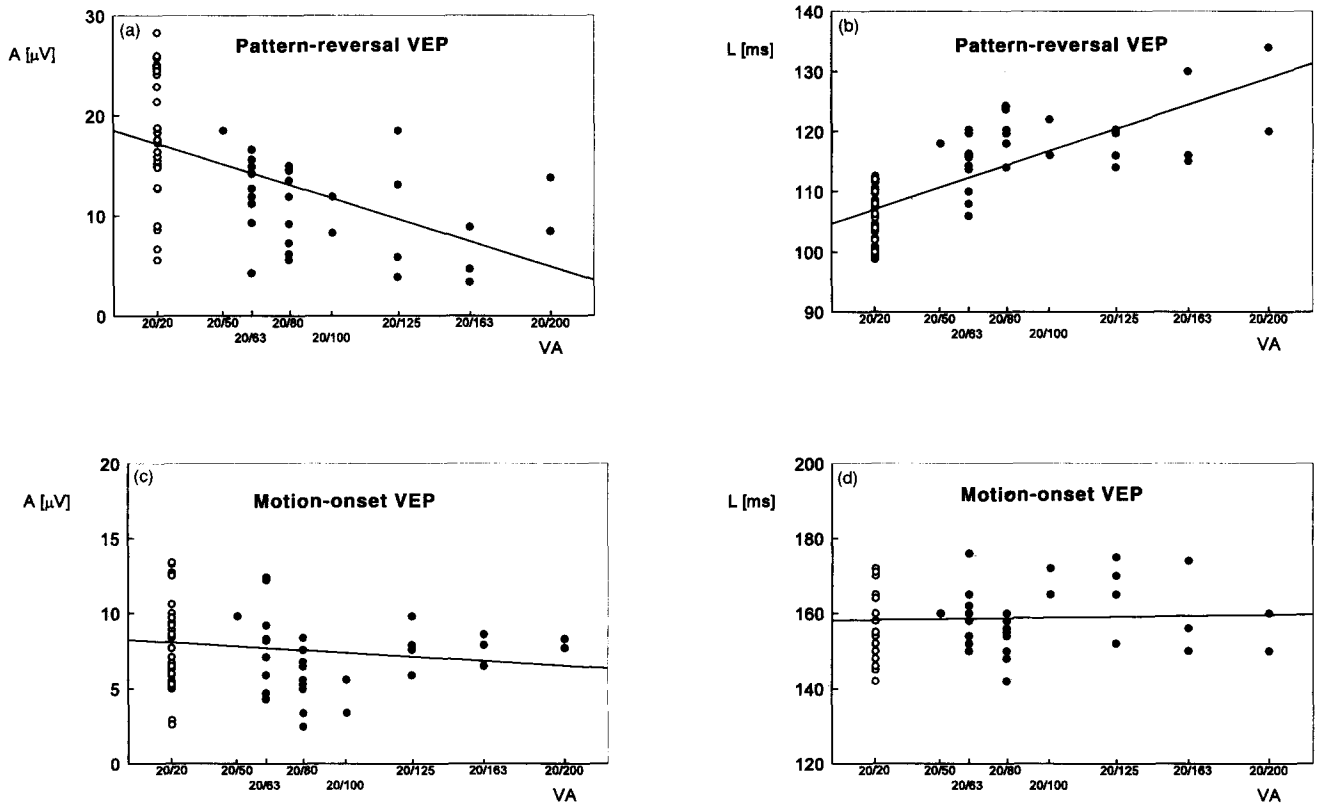 (a)
Pattern-reversal VEP
A [μV]
30
20
10
0
20/20 20/50 20/80 20/125 20/163 20/200
20/63 20/100
VA
(b)
Pattern-reversal VEP
L [ms]
140
130
120
110
100
90
20/20 20/50 20/80 20/125 20/163 20/200
20/63 20/100
VA
(c)
Motion-onset VEP
A [μV]
20
15
10
5
0
20/20 20/50 20/80 20/125 20/163 20/200
20/63 20/100
VA
(d)
Motion-onset VEP
L [ms]
200
180
160
140
120
20/20 20/50 20/80 20/125 20/163 20/200
20/63 20/100
VA